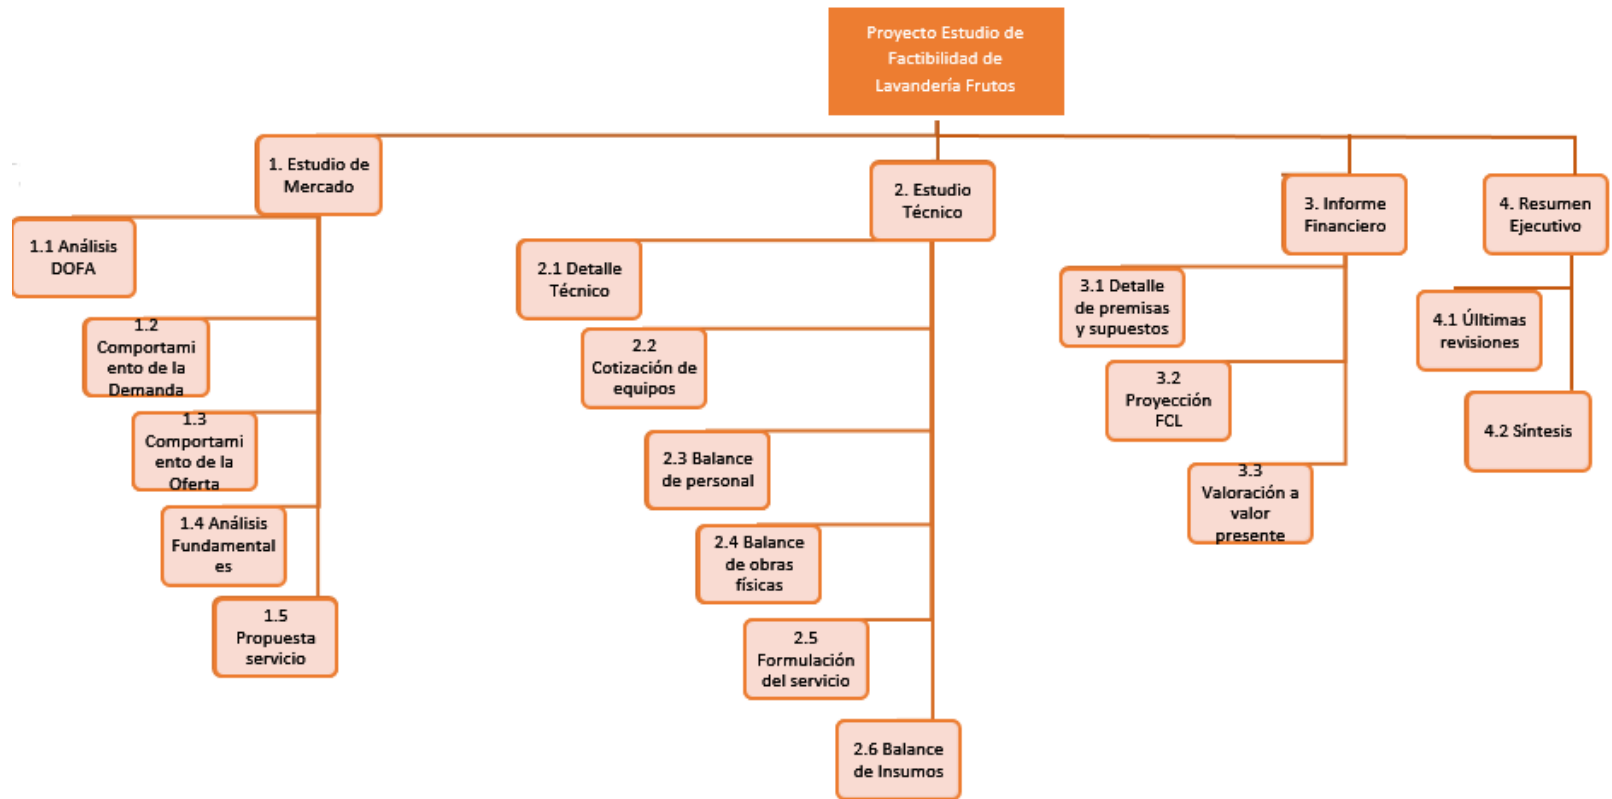 Proyecto Estudio de
Factibilidad de
Lavandería Frutos
1. Estudio de
Mercado
1.1 Análisis
DOFA
1.2
Comportami
ento de la
Demanda
1.3
Comportami
ento de la
Oferta
1.4 Análisis
Fundamental
es
1.5
Propuesta
servicio
2. Estudio
Técnico
2.1 Detalle
Técnico
2.2
Cotización de
equipos
2.3 Balance
de personal
2.4 Balance
de obras
físicas
2.5
Formulación
del servicio
2.6 Balance
de Insumos
3. Informe
Financiero
3.1 Detalle
de premisas
y supuestos
3.2
Proyección
FCL
3.3
Valoración a
valor
presente
4. Resumen
Ejecutivo
4.1 Úlltimas
revisiones
4.2 Síntesis